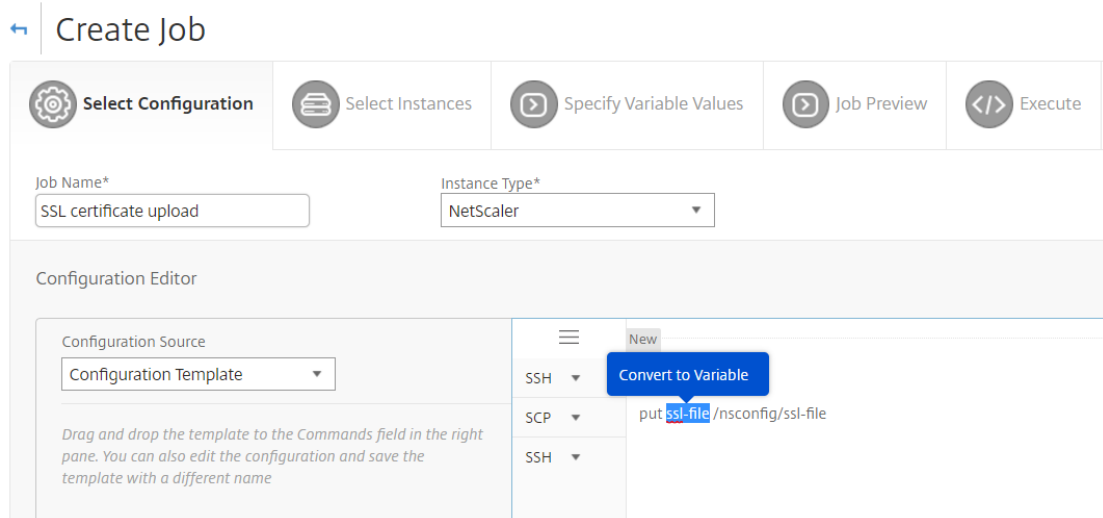 Create Job
Select Configuration
Select Instances
Specify Variable Values
Job Preview
Execute
Job Name*
Instance Type*
SSL certificate upload
NetScaler
Configuration Editor
Configuration Source
Configuration Template
Drag and drop the template to the Commands field in the right
pane. You can also edit the configuration and save the
template with a different name
New
SSH
Convert to Variable
SCP
put ssl-file /nsconfig/ssl-file
SSH